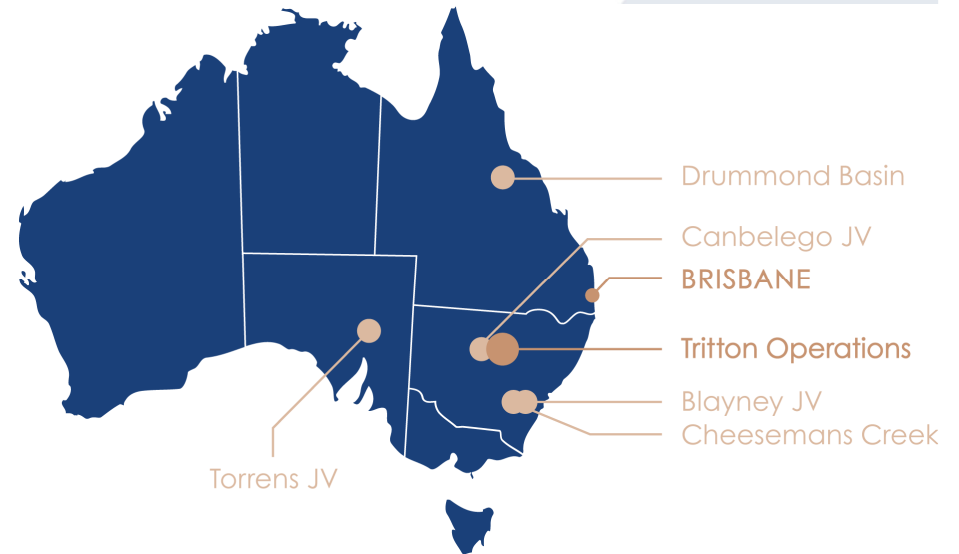 Drummond Basin
Canbelego JV
BRISBANE
Tritton Operations
Blayney JV
Cheesemans Creek
Torrens JV